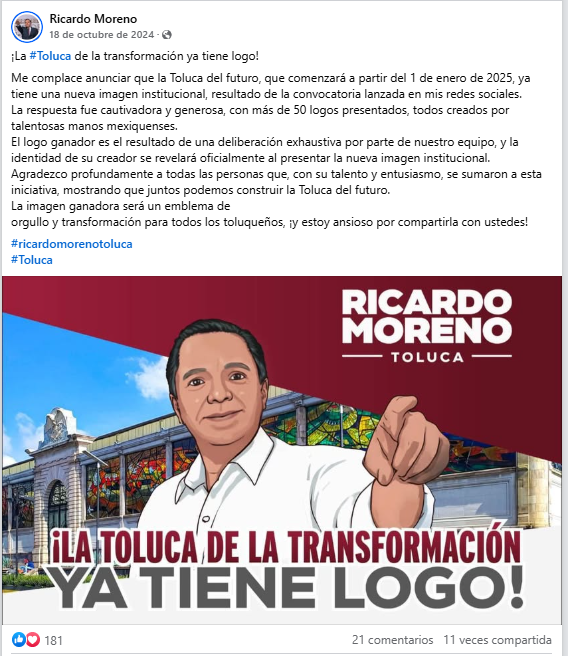 Ricardo Moreno
18 de octubre de 2024 ·
¡La #Toluca de la transformación ya tiene logo!
Me complace anunciar que la Toluca del futuro, que comenzará a partir del 1 de enero de 2025, ya
tiene una nueva imagen institucional, resultado de la convocatoria lanzada en mis redes sociales.
La respuesta fue cautivadora y generosa, con más de 50 logos presentados, todos creados por
talentosas manos mexiquenses.
El logo ganador es el resultado de una deliberación exhaustiva por parte de nuestro equipo, y la
identidad de su creador se revelará oficialmente al presentar la nueva imagen institucional.
Agradezco profundamente a todas las personas que, con su talento y entusiasmo, se sumaron a esta
iniciativa, mostrando que juntos podemos construir la Toluca del futuro.
La imagen ganadora será un emblema de
orgullo y transformación para todos los toluqueños, ¡y estoy ansioso por compartirla con ustedes!
#ricardomorenotoluca
#Toluca
RICARDO
MORENO
TOLUCA
¡LA TOLUCA DE LA TRANSFORMACIÓN
YA TIENE LOGO!
181
21 comentarios 11 veces compartida